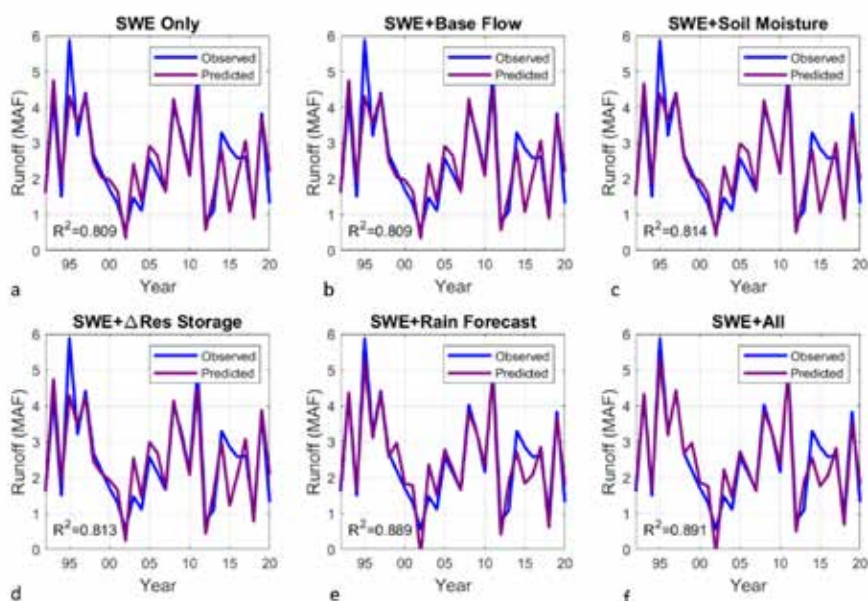 SWE Only
Observed
Predicted
Runoff (MAF)
6
5
4
3
2
1
0
R²=0.809
95 00 05 10 15 20
Year
a
SWE+Base Flow
Observed
Predicted
Runoff (MAF)
6
5
4
3
2
1
0
R²=0.809
95 00 05 10 15 20
Year
b
SWE+Soil Moisture
Observed
Predicted
Runoff (MAF)
6
5
4
3
2
1
0
R²=0.814
95 00 05 10 15 20
Year
c
SWE+ΔRes Storage
Observed
Predicted
Runoff (MAF)
6
5
4
3
2
1
0
R²=0.813
95 00 05 10 15 20
Year
d
SWE+Rain Forecast
Observed
Predicted
Runoff (MAF)
6
5
4
3
2
1
0
R²=0.889
95 00 05 10 15 20
Year
e
SWE+All
Observed
Predicted
Runoff (MAF)
6
5
4
3
2
1
0
R²=0.891
95 00 05 10 15 20
Year
f